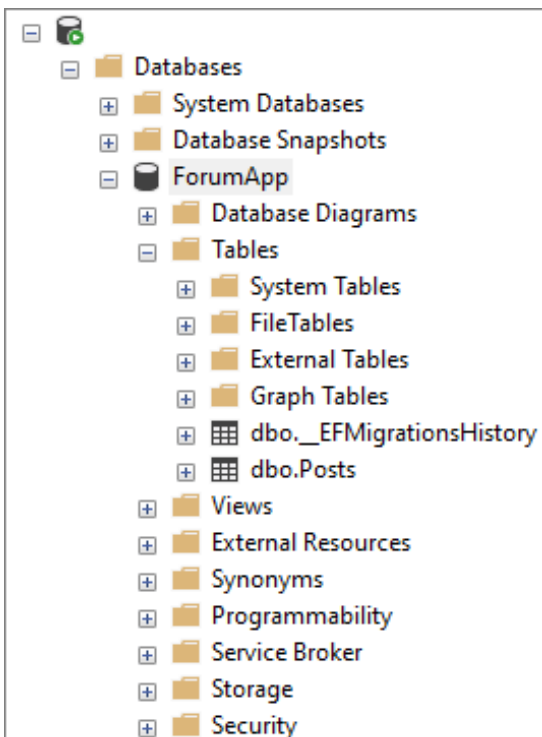 Databases
System Databases
Database Snapshots
ForumApp
Database Diagrams
Tables
System Tables
FileTables
External Tables
Graph Tables
dbo.__EFMigrationsHistory
dbo.Posts
Views
External Resources
Synonyms
Programmability
Service Broker
Storage
Security